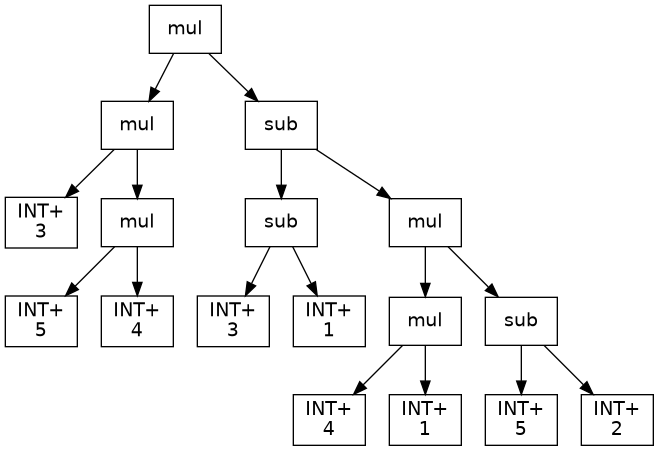 mul
mul
sub
INT+
3
mul
sub
mul
INT+
5
INT+
4
INT+
3
INT+
1
mul
sub
INT+
4
INT+
1
INT+
5
INT+
2